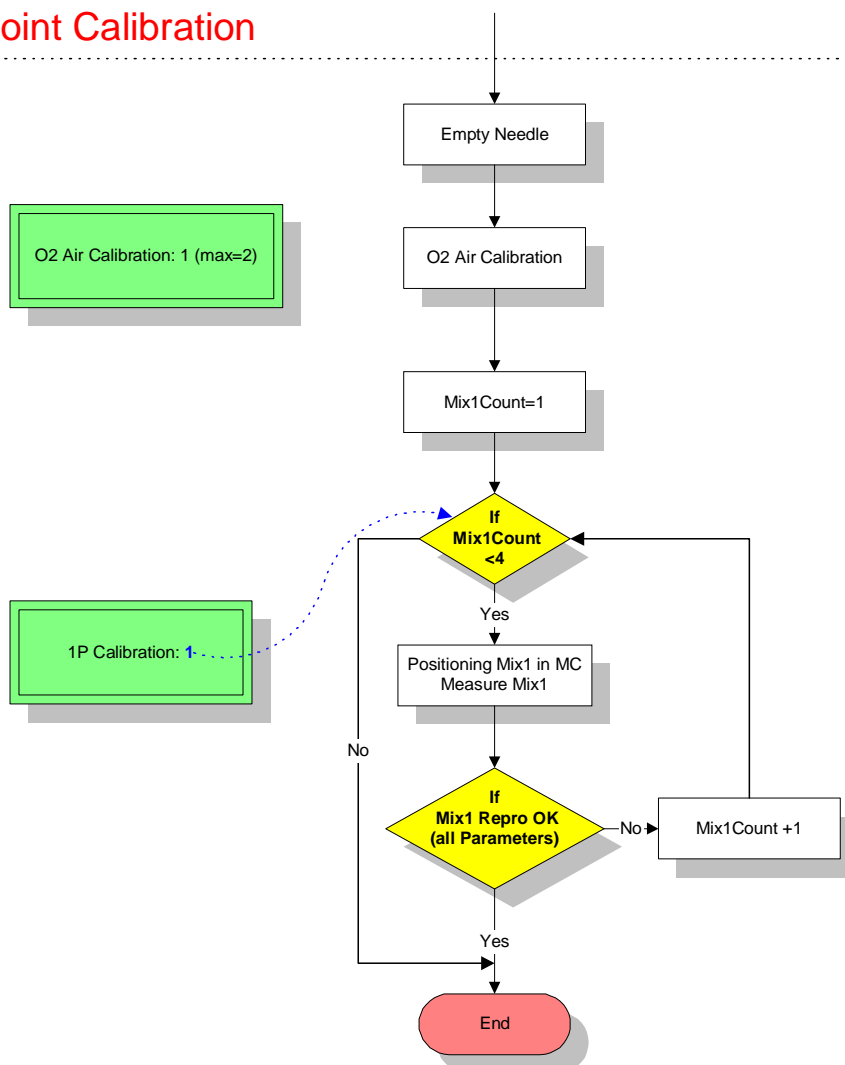 oint Calibration
Empty Needle
O2 Air Calibration: 1 (max=2)
O2 Air Calibration
Mix1Count=1
If
Mix1Count
<4
Yes
1P Calibration: 1
Positioning Mix1 in MC
Measure Mix1
No
If
Mix1 Repro OK
(all Parameters)
No
Mix1Count +1
Yes
End